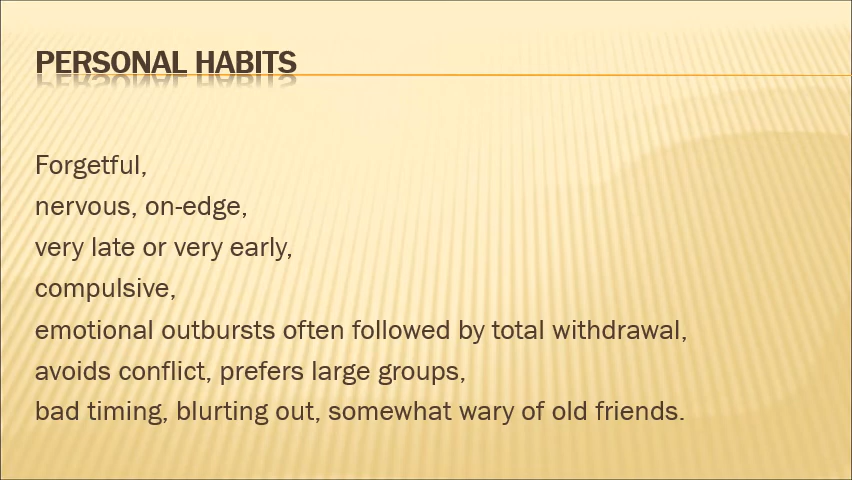 PERSONAL HABITS
Forgetful,
nervous, on-edge,
very late or very early,
compulsive,
emotional outbursts often followed by total withdrawal,
avoids conflict, prefers large groups,
bad timing, blurting out, somewhat wary of old friends.